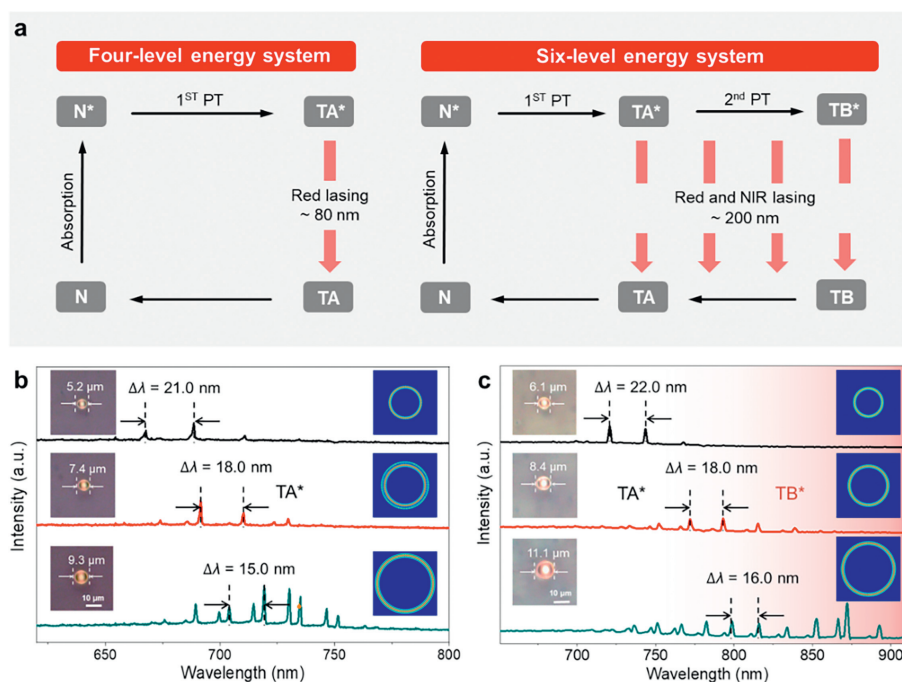 a
Four-level energy system
Six-level energy system
N*
1ST PT
TA*
N*
1ST PT
TA*
2nd PT
TB*
Absorption
Red lasing
~ 80 nm
Absorption
Red and NIR lasing
~ 200 nm
N
TA
N
TA
TB
b
5.2 μm
Δλ = 21.0 nm
7.4 μm
Δλ = 18.0 nm
TA*
9.3 μm
Δλ = 15.0 nm
10 μm
Intensity (a.u.)
650
700
750
800
Wavelength (nm)
c
6.1 μm
Δλ = 22.0 nm
8.4 μm
Δλ = 18.0 nm
TA*
TB*
11.1 μm
Δλ = 16.0 nm
10 μm
Intensity (a.u.)
700
750
800
850
900
Wavelength (nm)